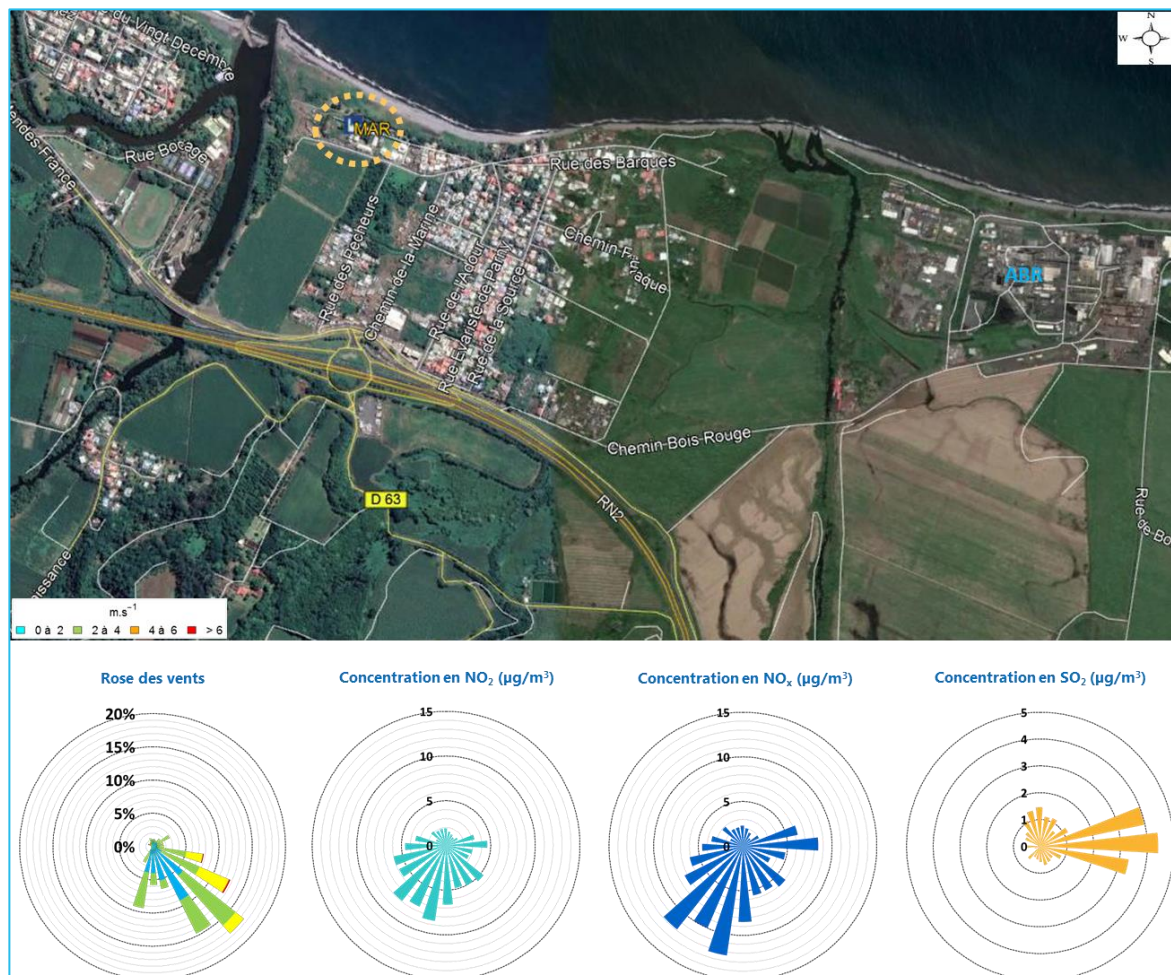 N
W E
S
du Vingt Decembre
endès France
Rue Bocage
MAR
Rue des Barques
Rue des Pêcheurs
Chemin de la Marine
Rue de l'Adour
Rue Evariste de Parny
Rue de la Source
ABR
Chemin Bois Rouge
D 63
RN2
Rue de Bo
aissance
m.s⁻¹
0 à 2 2 à 4 4 à 6 > 6
Rose des vents
20%
15%
10%
5%
0%
Concentration en NO₂ (µg/m³)
15
10
5
0
Concentration en NOₓ (µg/m³)
15
10
5
0
Concentration en SO₂ (µg/m³)
5
4
3
2
1
0